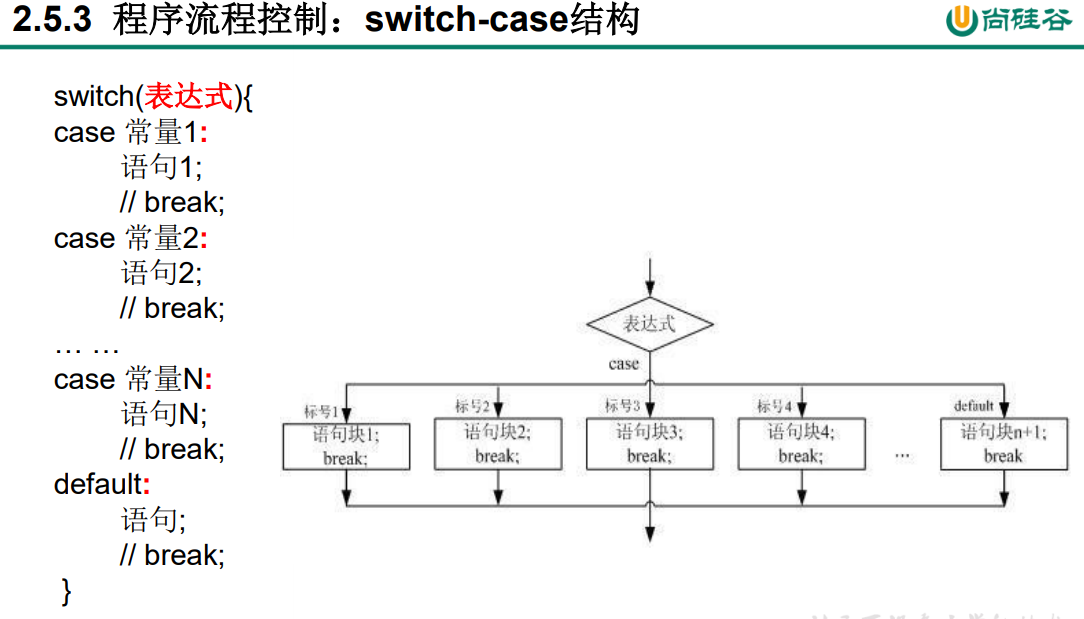 2.5.3 程序流程控制：switch-case结构
尚硅谷
switch(表达式){
case 常量1:
语句1;
// break;
case 常量2:
语句2;
// break;
… …
case 常量N:
语句N;
// break;
default:
语句;
// break;
}
表达式
case
标号1
标号2
标号3
标号4
default
语句块1;
break;
语句块2;
break;
语句块3;
break;
语句块4;
break;
...
语句块n+1;
break